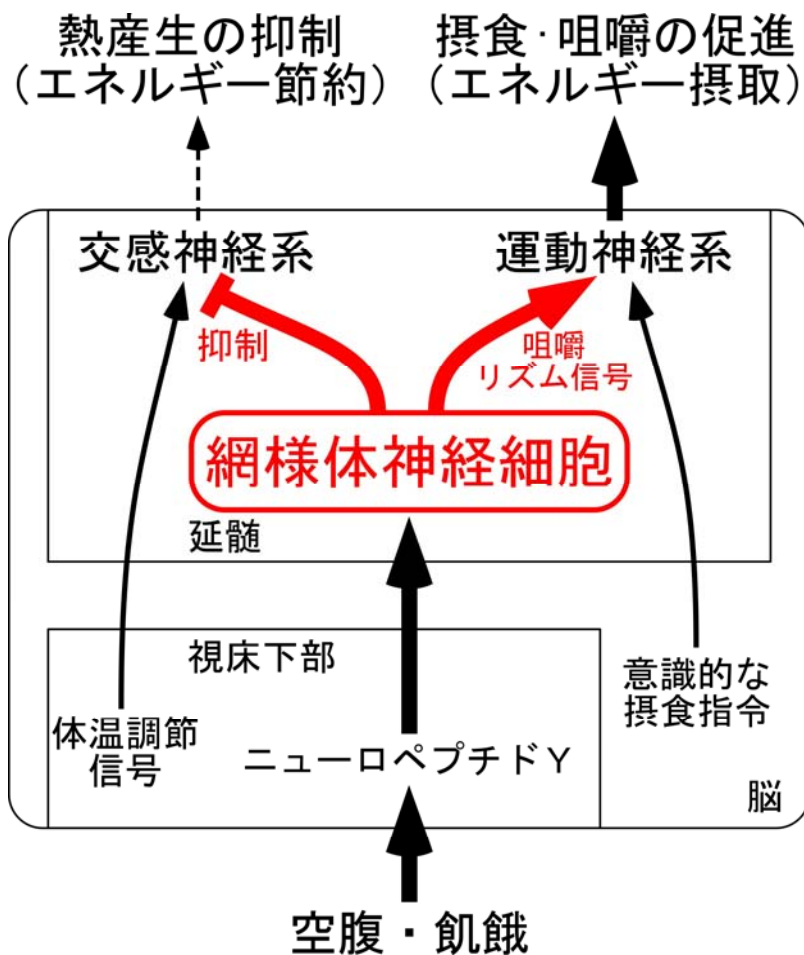 熱産生の抑制
（エネルギー節約）
摂食·咀嚼の促進
（エネルギー摂取）
交感神経系
運動神経系
抑制
咀嚼
リズム信号
網様体神経細胞
延髄
視床下部
体温調節
信号
ニューロペプチドY
意識的な
摂食指令
脳
空腹・飢餓